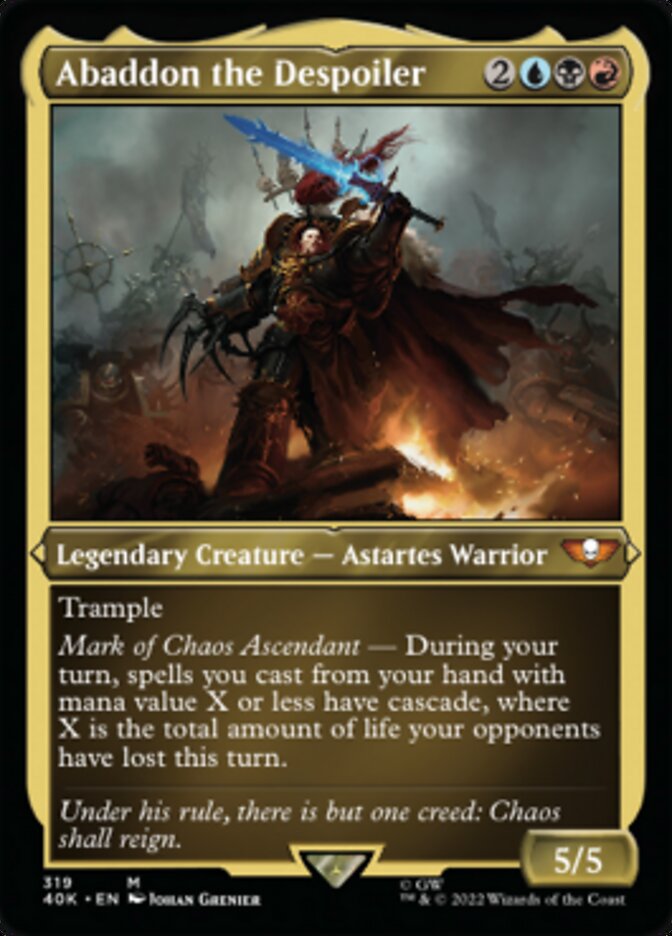 Abaddon the Despoiler 2
Legendary Creature — Astartes Warrior
Trample
Mark of Chaos Ascendant — During your
turn, spells you cast from your hand with
mana value X or less have cascade, where
X is the total amount of life your opponents
have lost this turn.
Under his rule, there is but one creed: Chaos
shall reign.
5/5
319 M © GW
40K • EN Johan Grenier ™ & © 2022 Wizards of the Coast